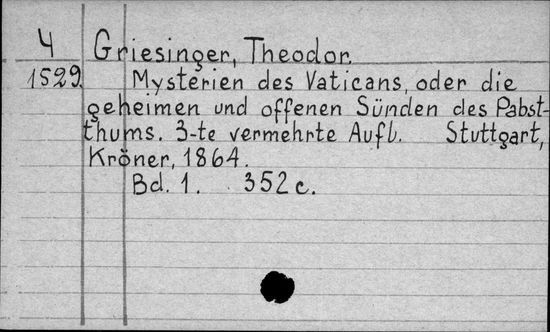 4 Griesinger, Theodor.
1529. Mysterien des Vaticans, oder die
geheimen und offenen Sünden des Pabst-
thums. 3-te vermehrte Aufl. Stuttgart,
Kröner, 1864.
Bd. 1. 352 c.